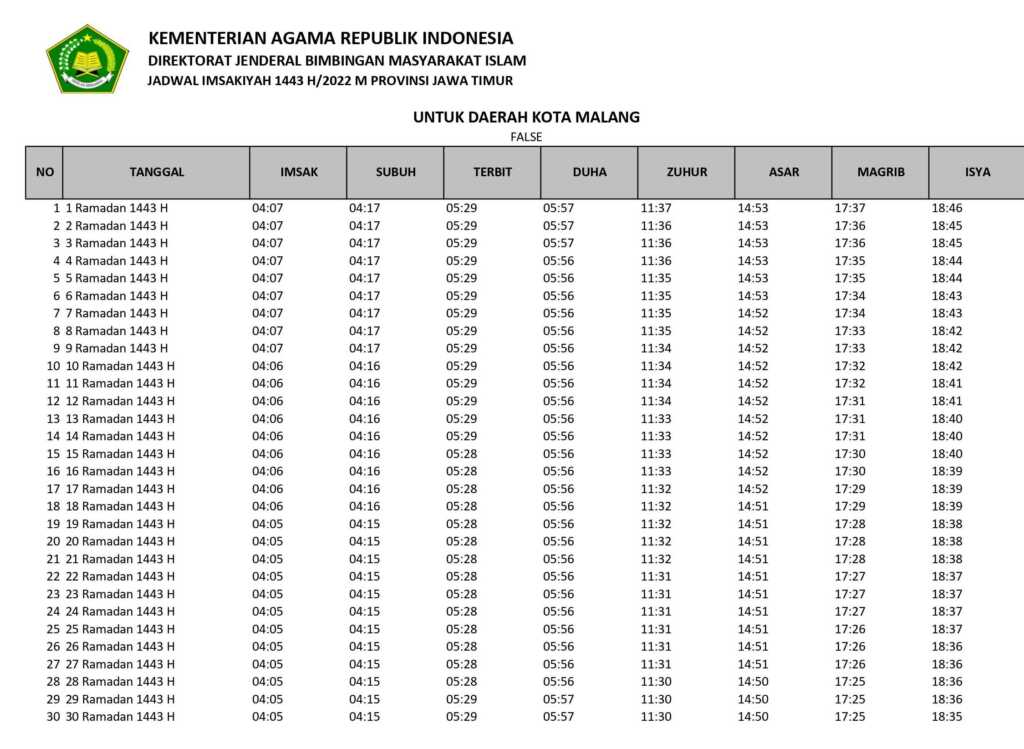 KEMENTERIAN AGAMA REPUBLIK INDONESIA
DIREKTORAT JENDERAL BIMBINGAN MASYARAKAT ISLAM
JADWAL IMSAKIYAH 1443 H/2022 M PROVINSI JAWA TIMUR
UNTUK DAERAH KOTA MALANG
FALSE
NO TANGGAL IMSAK SUBUH TERBIT DUHA ZUHUR ASAR MAGRIB ISYA
1 1 Ramadan 1443 H 04:07 04:17 05:29 05:57 11:37 14:53 17:37 18:46
2 2 Ramadan 1443 H 04:07 04:17 05:29 05:57 11:36 14:53 17:36 18:45
3 3 Ramadan 1443 H 04:07 04:17 05:29 05:57 11:36 14:53 17:36 18:45
4 4 Ramadan 1443 H 04:07 04:17 05:29 05:56 11:36 14:53 17:35 18:44
5 5 Ramadan 1443 H 04:07 04:17 05:29 05:56 11:35 14:53 17:35 18:44
6 6 Ramadan 1443 H 04:07 04:17 05:29 05:56 11:35 14:53 17:34 18:43
7 7 Ramadan 1443 H 04:07 04:17 05:29 05:56 11:35 14:52 17:34 18:43
8 8 Ramadan 1443 H 04:07 04:17 05:29 05:56 11:35 14:52 17:33 18:42
9 9 Ramadan 1443 H 04:07 04:17 05:29 05:56 11:34 14:52 17:33 18:42
10 10 Ramadan 1443 H 04:06 04:16 05:29 05:56 11:34 14:52 17:32 18:42
11 11 Ramadan 1443 H 04:06 04:16 05:29 05:56 11:34 14:52 17:32 18:41
12 12 Ramadan 1443 H 04:06 04:16 05:29 05:56 11:34 14:52 17:31 18:41
13 13 Ramadan 1443 H 04:06 04:16 05:29 05:56 11:33 14:52 17:31 18:40
14 14 Ramadan 1443 H 04:06 04:16 05:29 05:56 11:33 14:52 17:31 18:40
15 15 Ramadan 1443 H 04:06 04:16 05:28 05:56 11:33 14:52 17:30 18:40
16 16 Ramadan 1443 H 04:06 04:16 05:28 05:56 11:33 14:52 17:30 18:39
17 17 Ramadan 1443 H 04:06 04:16 05:28 05:56 11:32 14:52 17:29 18:39
18 18 Ramadan 1443 H 04:06 04:16 05:28 05:56 11:32 14:51 17:29 18:39
19 19 Ramadan 1443 H 04:05 04:15 05:28 05:56 11:32 14:51 17:28 18:38
20 20 Ramadan 1443 H 04:05 04:15 05:28 05:56 11:32 14:51 17:28 18:38
21 21 Ramadan 1443 H 04:05 04:15 05:28 05:56 11:32 14:51 17:28 18:38
22 22 Ramadan 1443 H 04:05 04:15 05:28 05:56 11:31 14:51 17:27 18:37
23 23 Ramadan 1443 H 04:05 04:15 05:28 05:56 11:31 14:51 17:27 18:37
24 24 Ramadan 1443 H 04:05 04:15 05:28 05:56 11:31 14:51 17:27 18:37
25 25 Ramadan 1443 H 04:05 04:15 05:28 05:56 11:31 14:51 17:26 18:37
26 26 Ramadan 1443 H 04:05 04:15 05:28 05:56 11:31 14:51 17:26 18:36
27 27 Ramadan 1443 H 04:05 04:15 05:28 05:56 11:31 14:51 17:26 18:36
28 28 Ramadan 1443 H 04:05 04:15 05:28 05:56 11:30 14:50 17:25 18:36
29 29 Ramadan 1443 H 04:05 04:15 05:29 05:57 11:30 14:50 17:25 18:36
30 30 Ramadan 1443 H 04:05 04:15 05:29 05:57 11:30 14:50 17:25 18:35